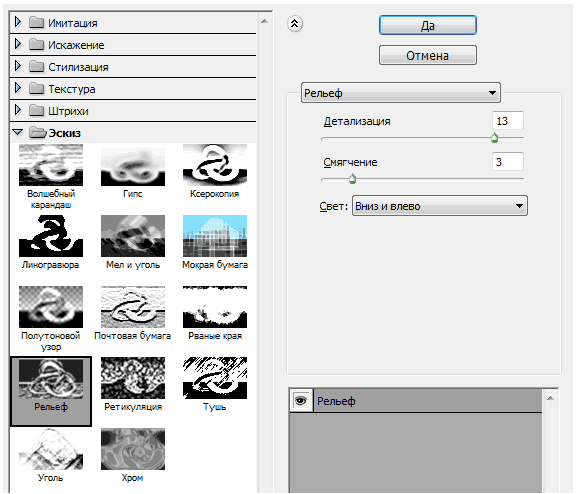 Имитация
Искажение
Стилизация
Текстура
Штрихи
Эскиз
Волшебный карандаш
Гипс
Ксерокопия
Линогравюра
Мел и уголь
Мокрая бумага
Полутоновой узор
Почтовая бумага
Рваные края
Рельеф
Ретикуляция
Тушь
Уголь
Хром
Да
Отмена
Рельеф
Детализация 13
Смягчение 3
Свет: Вниз и влево
Рельеф